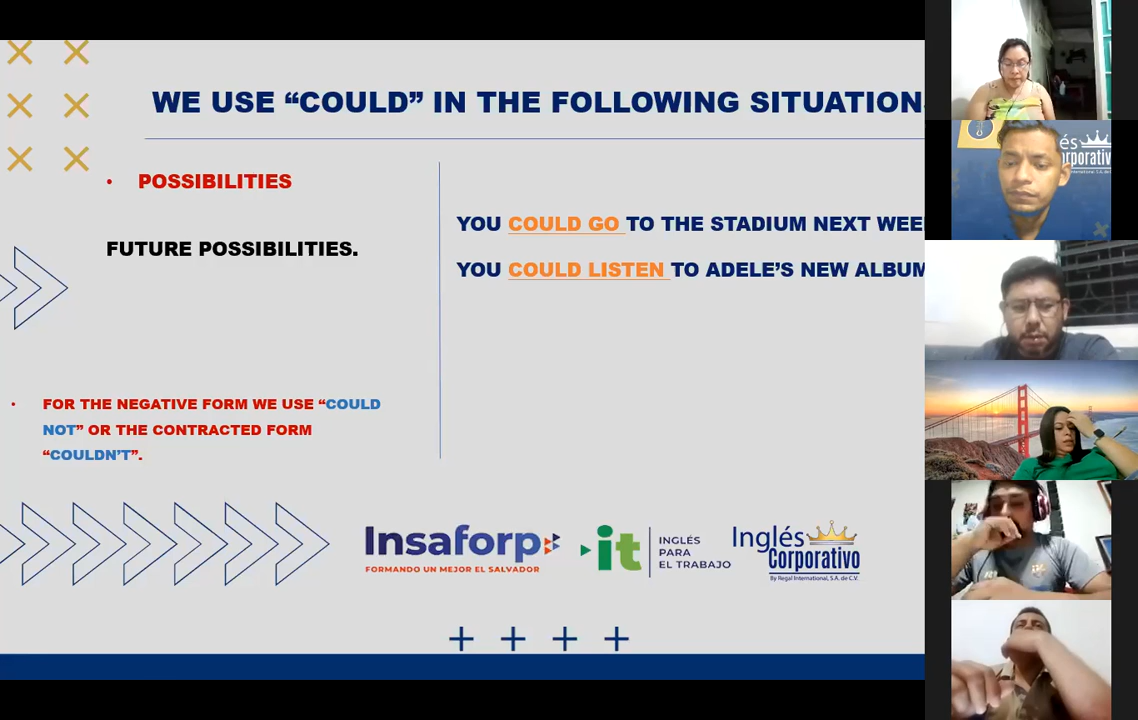 WE USE “COULD” IN THE FOLLOWING
• POSSIBILITIES
FUTURE POSSIBILITIES.
YOU COULD GO TO THE STADIUM NEXT
YOU COULD LISTEN TO ADELE’S NEW ALBUM
• FOR THE NEGATIVE FORM WE USE “COULD
NOT” OR THE CONTRACTED FORM
“COULDN’T”.
Insaforp
FORMANDO UN MEJOR EL SALVADOR
it
INGLÉS
PARA
EL TRABAJO
Inglés
Corporativo
By Regal International, S.A. de C.V.